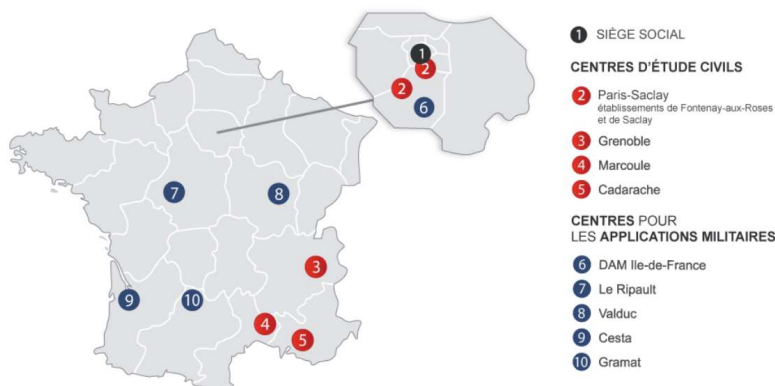 1
2
2
6
7
8
3
9
10
4
5
1 SIÈGE SOCIAL
CENTRES D'ÉTUDE CIVILS
2 Paris-Saclay
établissements de Fontenay-aux-Roses
et de Saclay
3 Grenoble
4 Marcoule
5 Cadarache
CENTRES POUR
LES APPLICATIONS MILITAIRES
6 DAM Ile-de-France
7 Le Ripault
8 Valduc
9 Cesta
10 Gramat